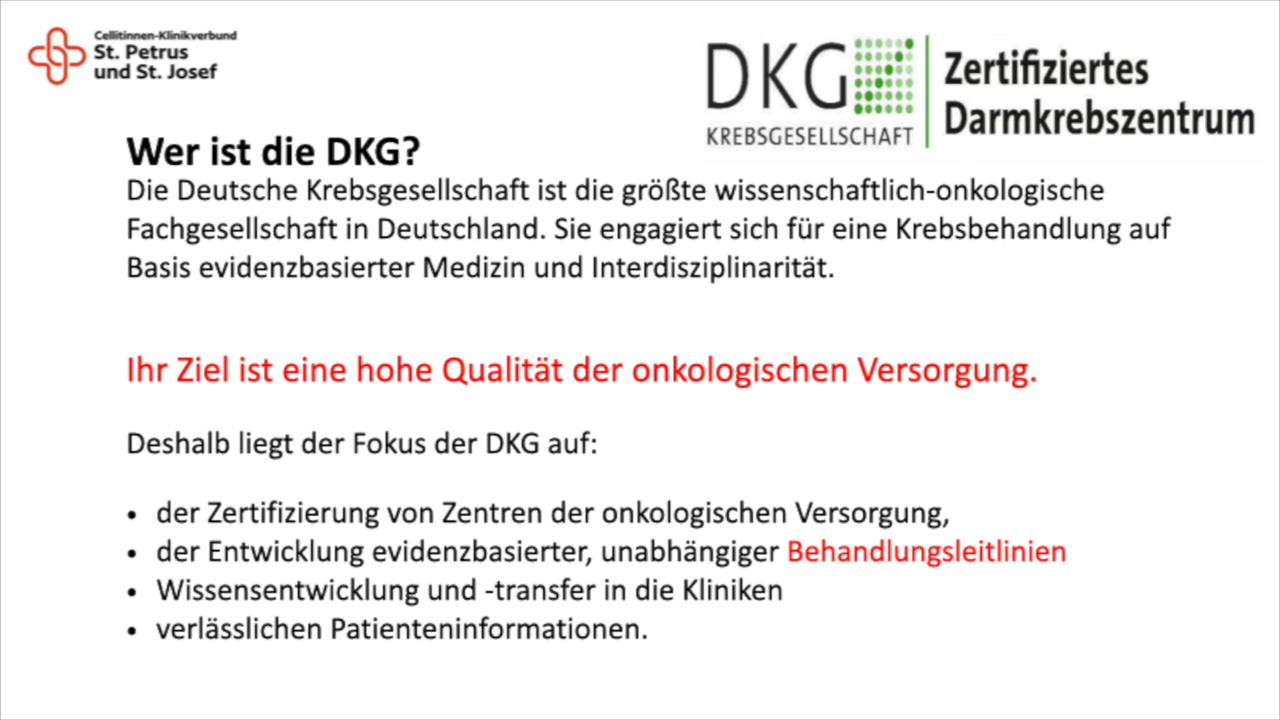 Cellitinnen-Klinikverbund
St. Petrus
und St. Josef
DKG
KREBSGESELLSCHAFT
Zertifiziertes
Darmkrebszentrum
Wer ist die DKG?
Die Deutsche Krebsgesellschaft ist die größte wissenschaftlich-onkologische
Fachgesellschaft in Deutschland. Sie engagiert sich für eine Krebsbehandlung auf
Basis evidenzbasierter Medizin und Interdisziplinarität.
Ihr Ziel ist eine hohe Qualität der onkologischen Versorgung.
Deshalb liegt der Fokus der DKG auf:
• der Zertifizierung von Zentren der onkologischen Versorgung,
• der Entwicklung evidenzbasierter, unabhängiger Behandlungsleitlinien
• Wissensentwicklung und -transfer in die Kliniken
• verlässlichen Patienteninformationen.